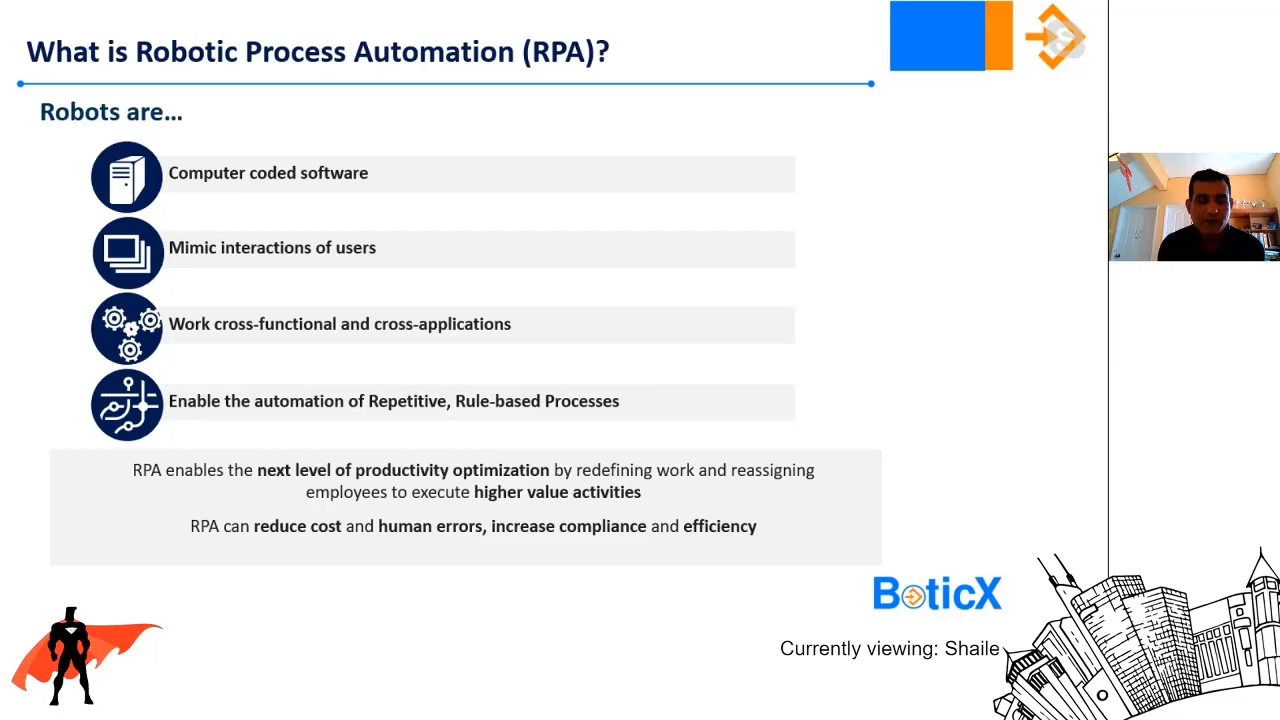 What is Robotic Process Automation (RPA)?
Robots are...
Computer coded software
Mimic interactions of users
Work cross-functional and cross-applications
Enable the automation of Repetitive, Rule-based Processes
RPA enables the next level of productivity optimization by redefining work and reassigning
employees to execute higher value activities
RPA can reduce cost and human errors, increase compliance and efficiency
BoticX
Currently viewing: Shaile